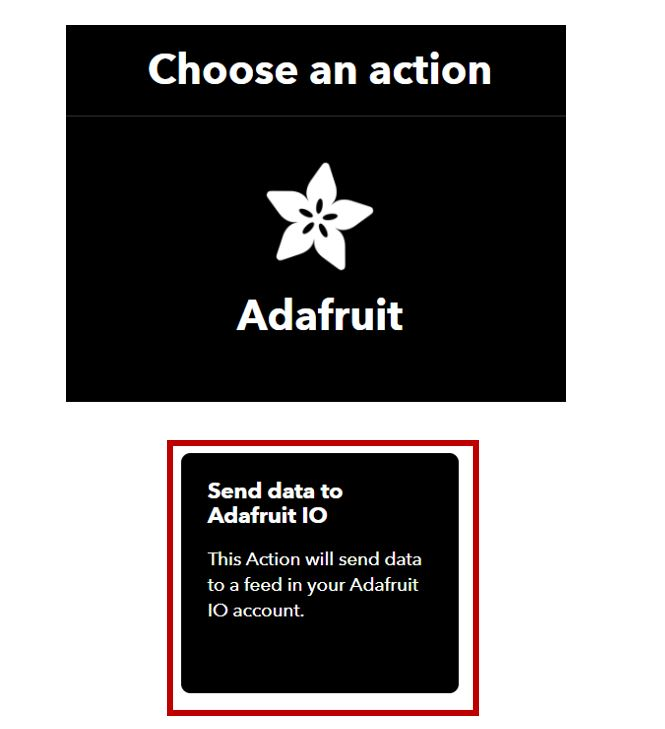 Choose an action
Adafruit
Send data to
Adafruit IO
This Action will send data
to a feed in your Adafruit
IO account.